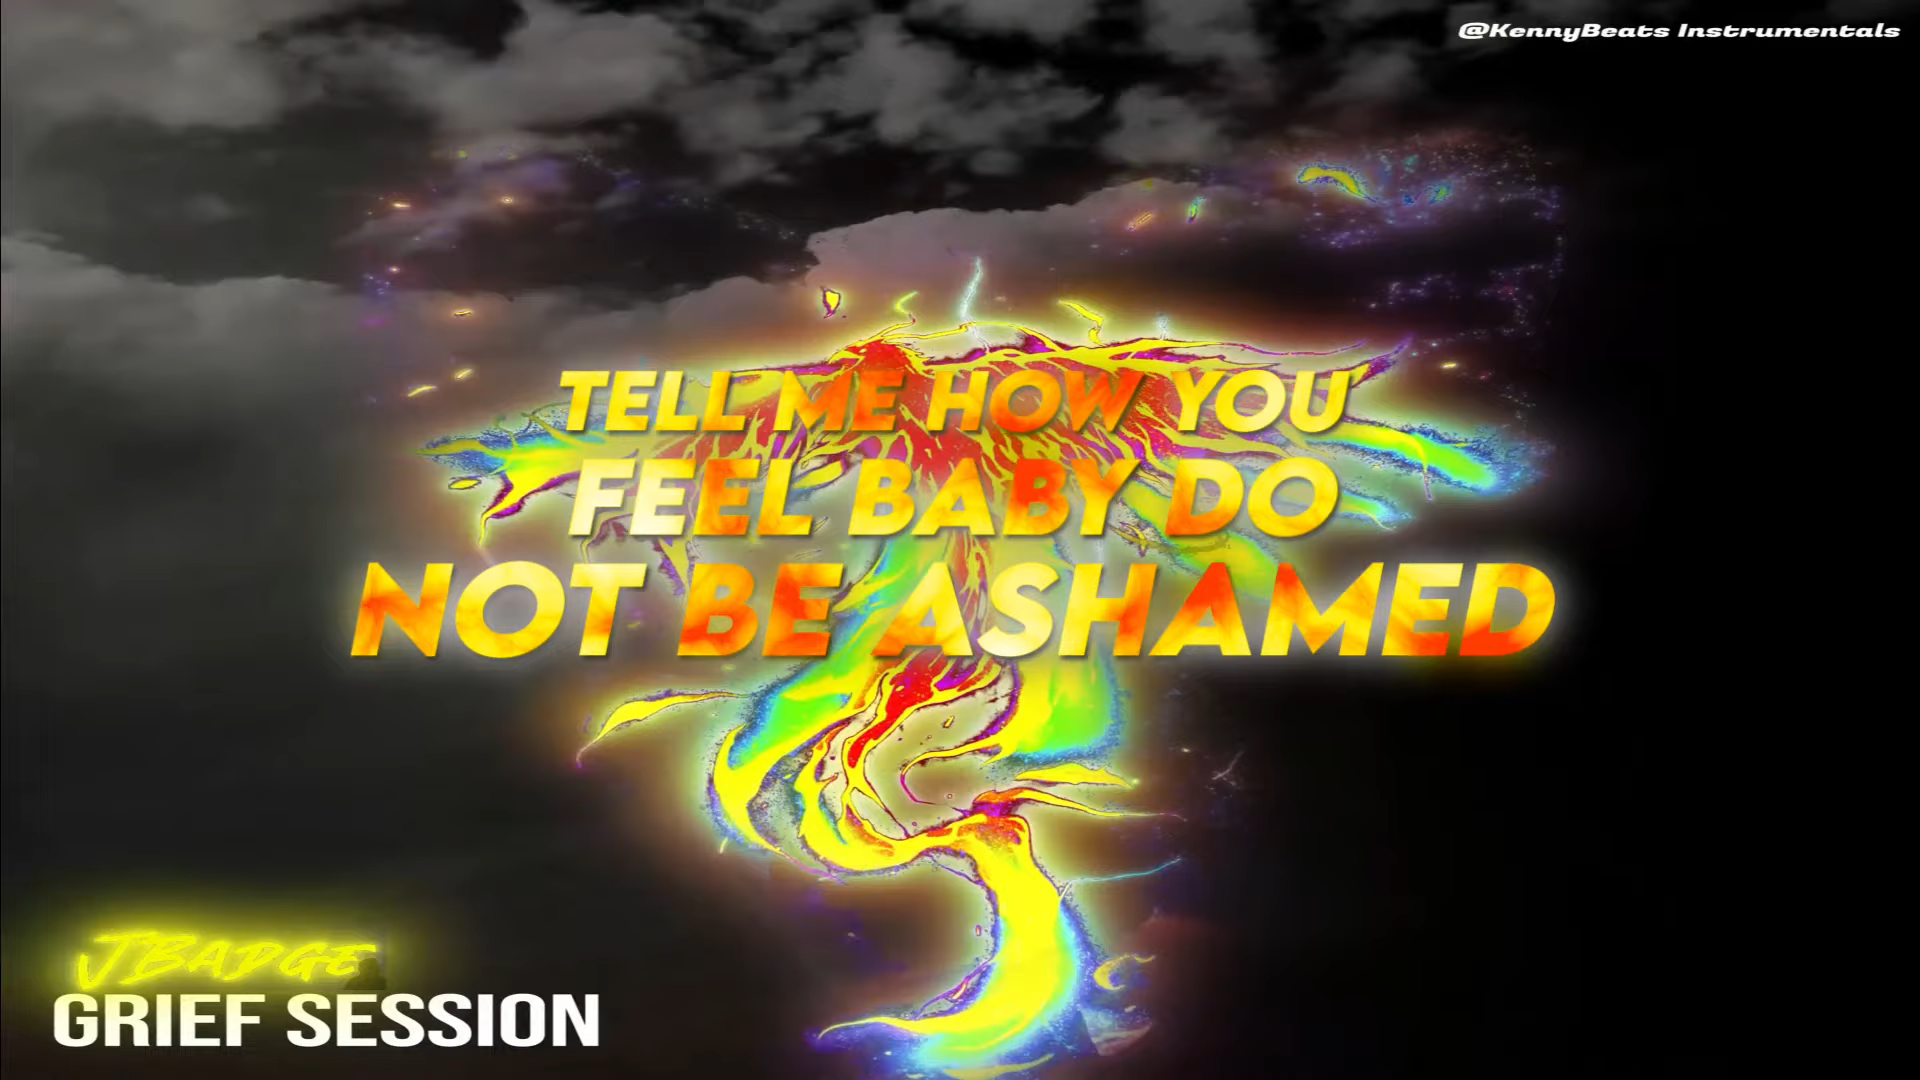 @KennyBeats Instrumentals
TELL ME HOW YOU
FEEL BABY DO
NOT BE ASHAMED
JBADGE
GRIEF SESSION